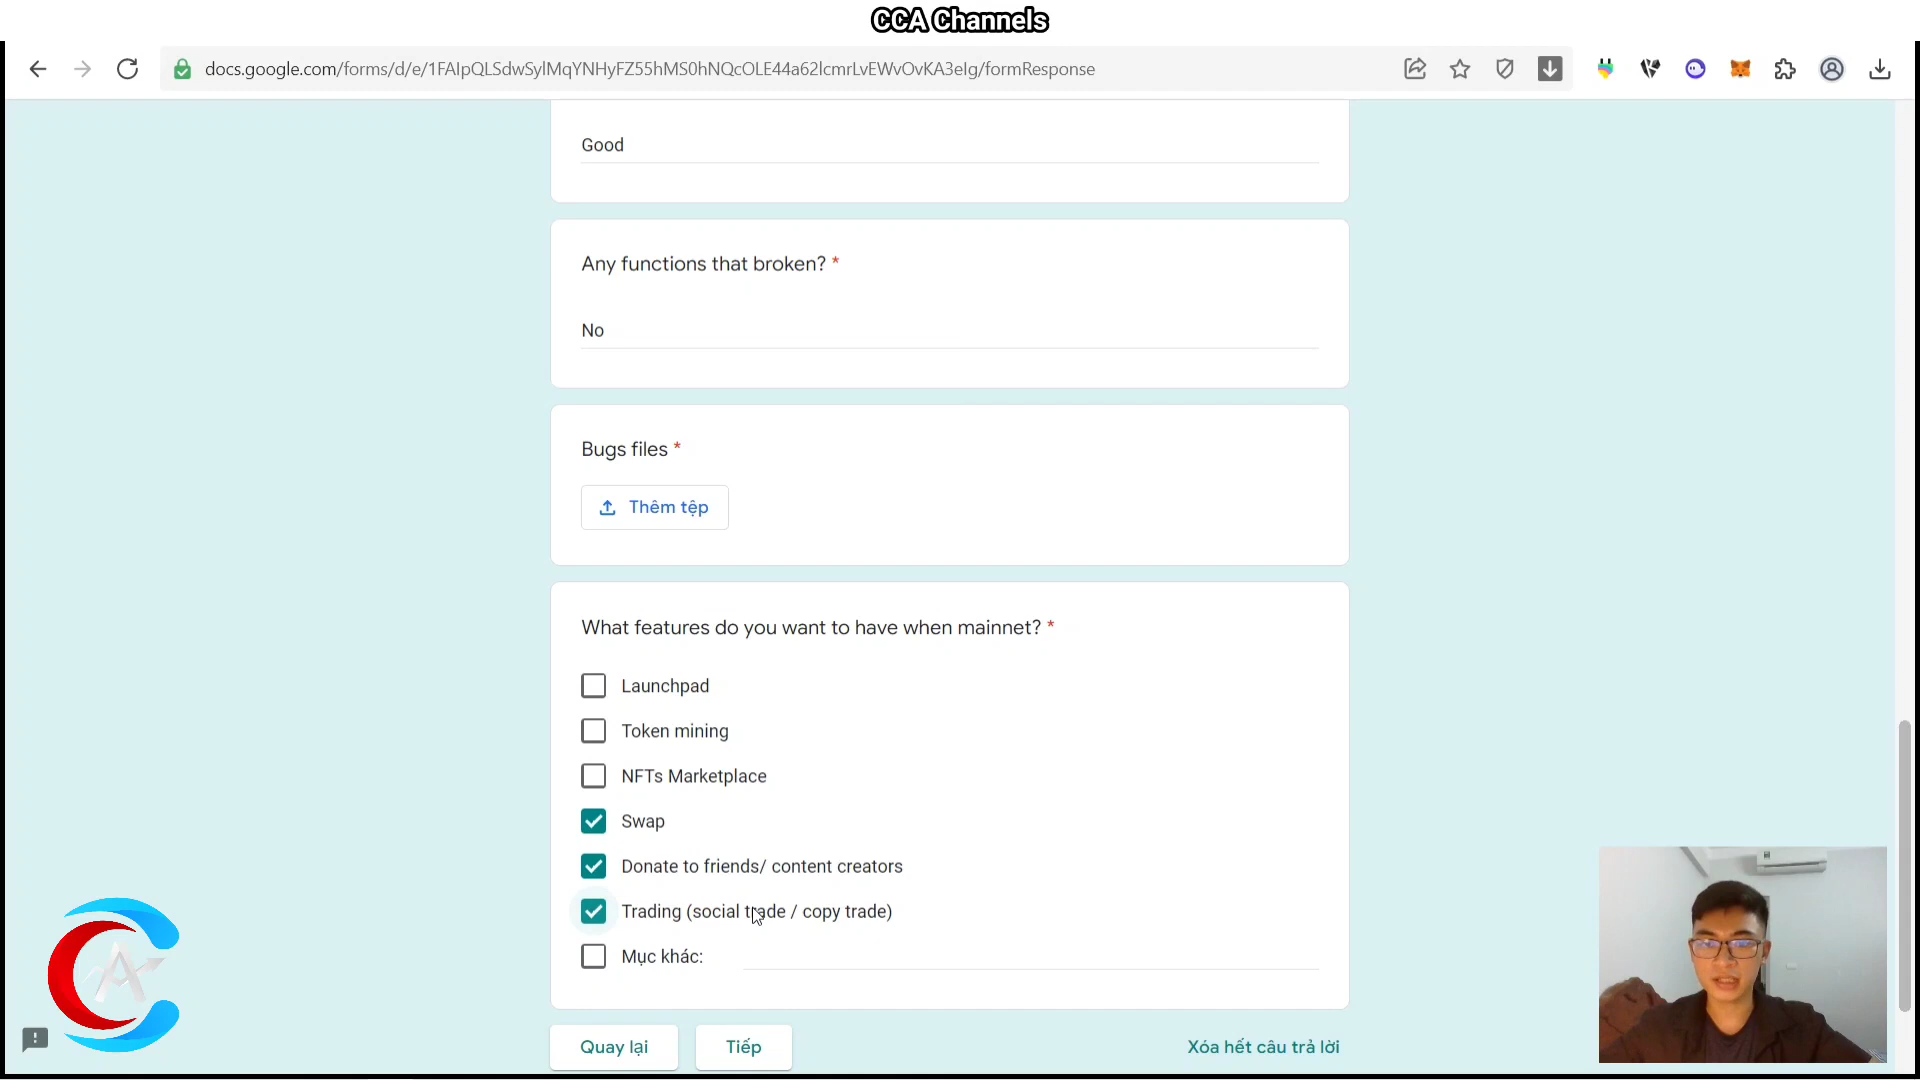 CCA Channels
docs.google.com/forms/d/e/1FAIpQLSdwSylMqYNHyFZ55hMS0hNQcOLE44a62lcmrLvEWvOvKA3elg/formResponse
Good
Any functions that broken? *
No
Bugs files *
Thêm tệp
What features do you want to have when mainnet? *
Launchpad
Token mining
NFTs Marketplace
Swap
Donate to friends/ content creators
Trading (social trade / copy trade)
Mục khác:
Quay lại
Tiếp
Xóa hết câu trả lời